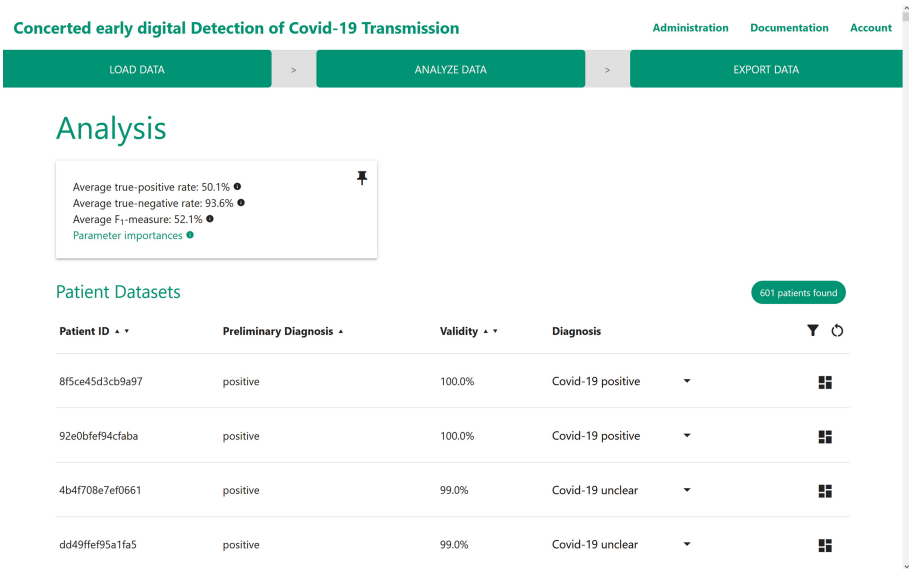 Concerted early digital Detection of Covid-19 Transmission
Administration Documentation Account
LOAD DATA > ANALYZE DATA > EXPORT DATA
Analysis
Average true-positive rate: 50.1%
Average true-negative rate: 93.6%
Average F₁-measure: 52.1%
Parameter importances
Patient Datasets 601 patients found
Patient ID Preliminary Diagnosis Validity Diagnosis
8f5ce45d3cb9a97 positive 100.0% Covid-19 positive
92e0bfef94cfaba positive 100.0% Covid-19 positive
4b4f708e7ef0661 positive 99.0% Covid-19 unclear
dd49ffef95a1fa5 positive 99.0% Covid-19 unclear